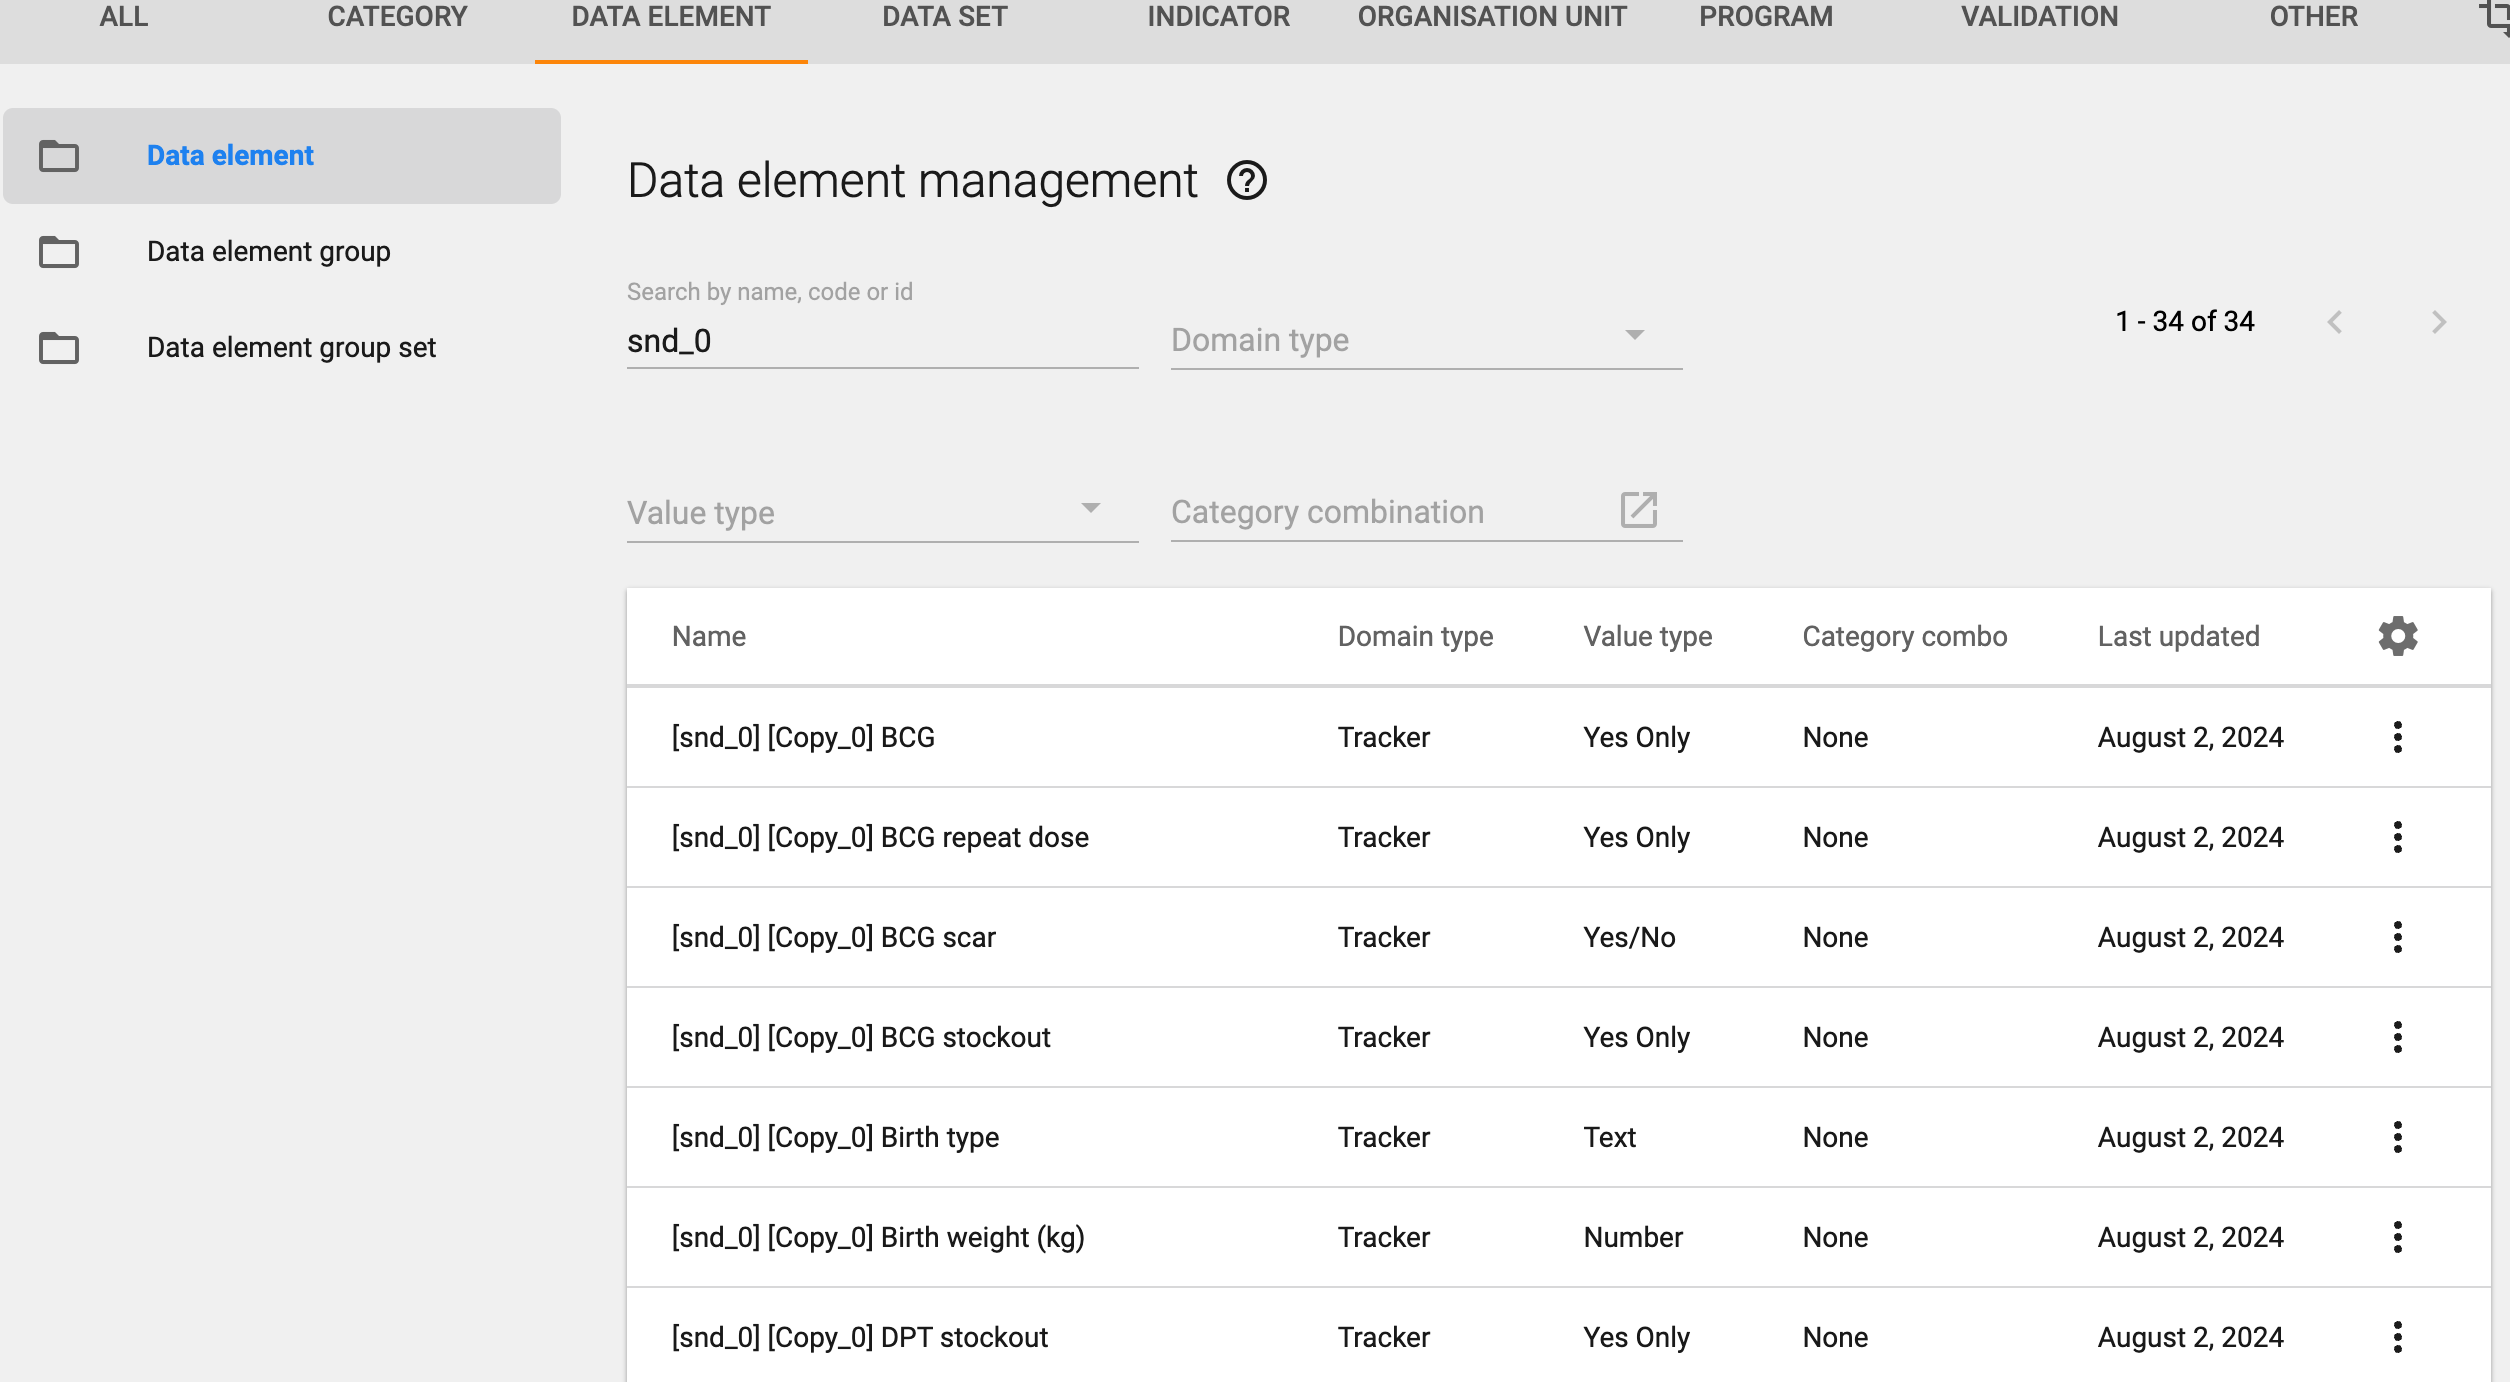 ALL CATEGORY DATA ELEMENT DATA SET INDICATOR ORGANISATION UNIT PROGRAM VALIDATION OTHER
Data element
Data element group
Data element group set
Data element management
Search by name, code or id
snd_0
Domain type
1 - 34 of 34
Value type
Category combination
Name Domain type Value type Category combo Last updated
[snd_0] [Copy_0] BCG Tracker Yes Only None August 2, 2024
[snd_0] [Copy_0] BCG repeat dose Tracker Yes Only None August 2, 2024
[snd_0] [Copy_0] BCG scar Tracker Yes/No None August 2, 2024
[snd_0] [Copy_0] BCG stockout Tracker Yes Only None August 2, 2024
[snd_0] [Copy_0] Birth type Tracker Text None August 2, 2024
[snd_0] [Copy_0] Birth weight (kg) Tracker Number None August 2, 2024
[snd_0] [Copy_0] DPT stockout Tracker Yes Only None August 2, 2024